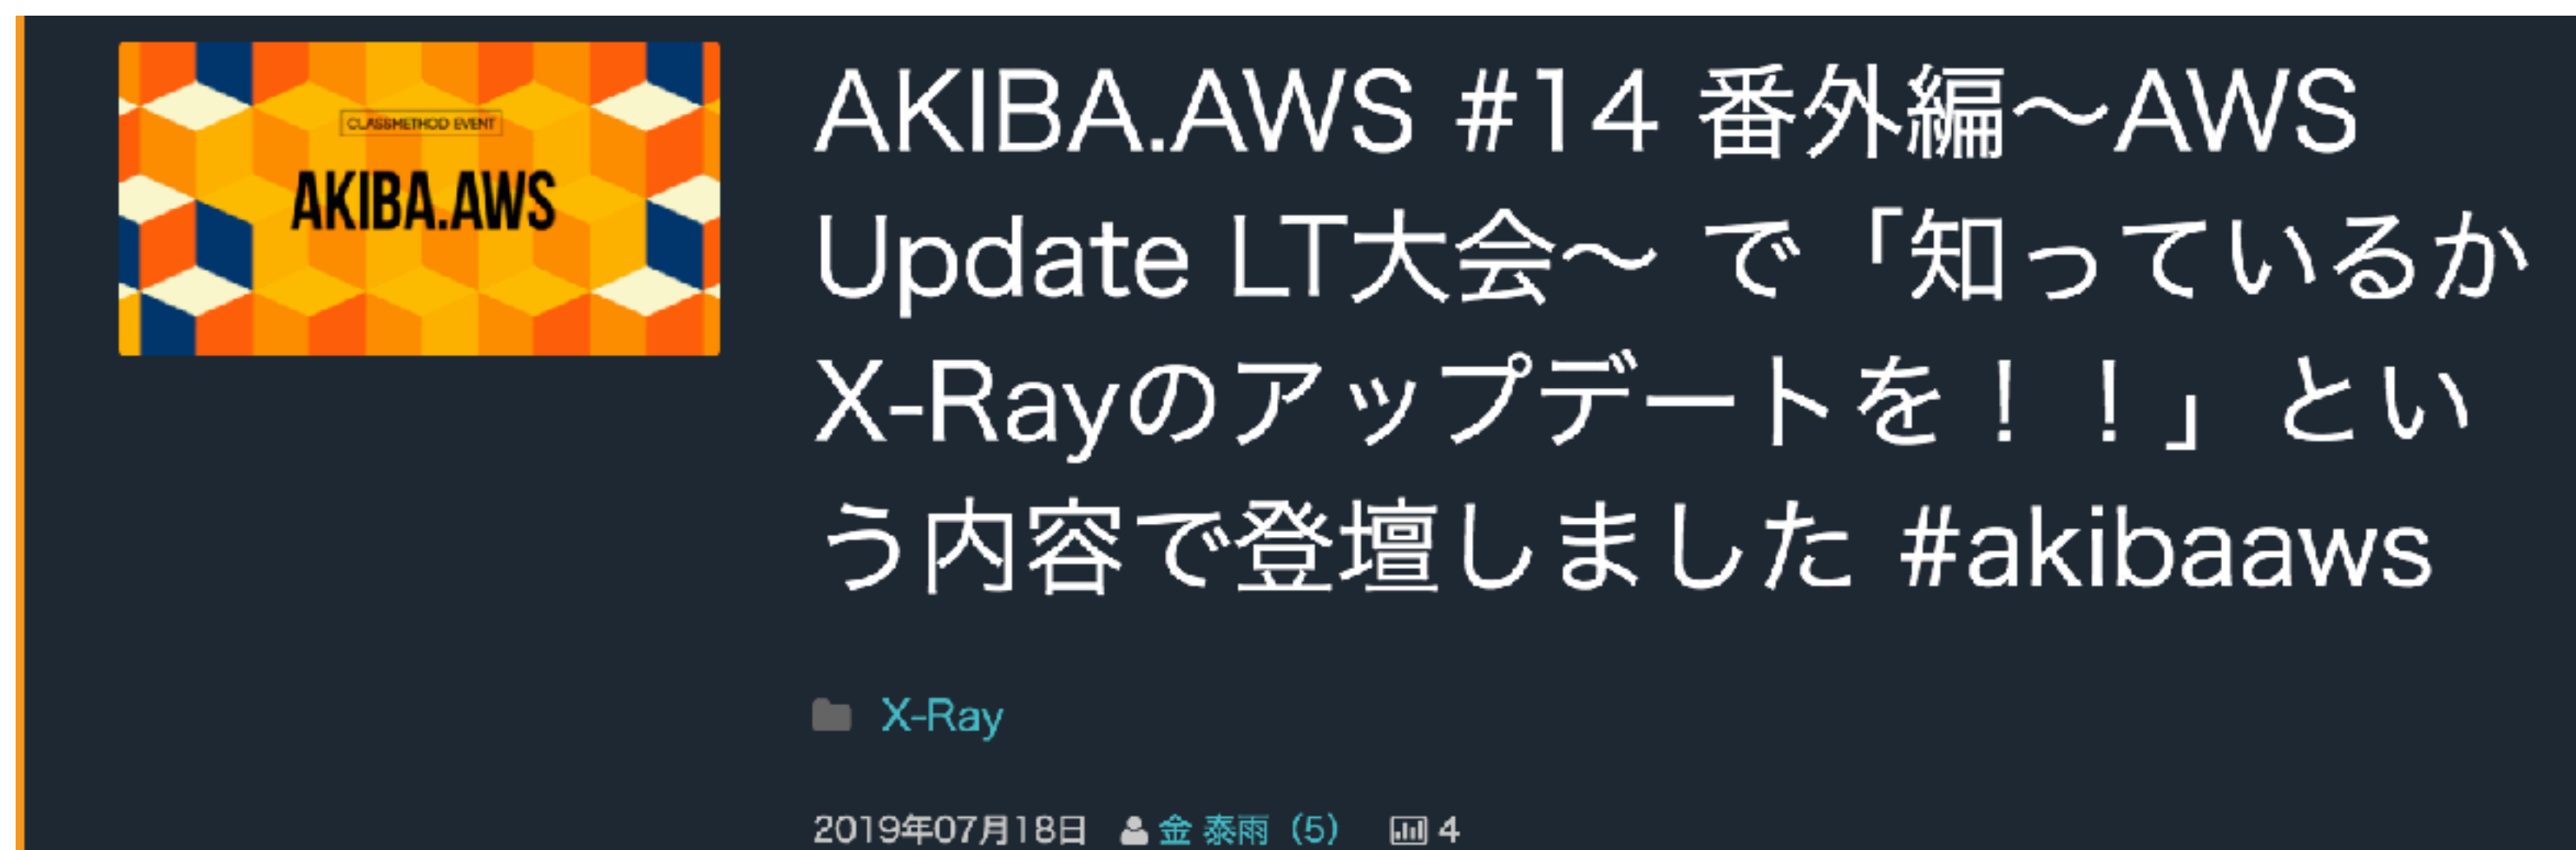 CLASSMETHOD EVENT
AKIBA.AWS
AKIBA.AWS #14 番外編〜AWS
Update LT大会〜 で「知っているか
X-Rayのアップデートを！！」とい
う内容で登壇しました #akibaaws
X-Ray
2019年07月18日 金 泰雨（5） 4